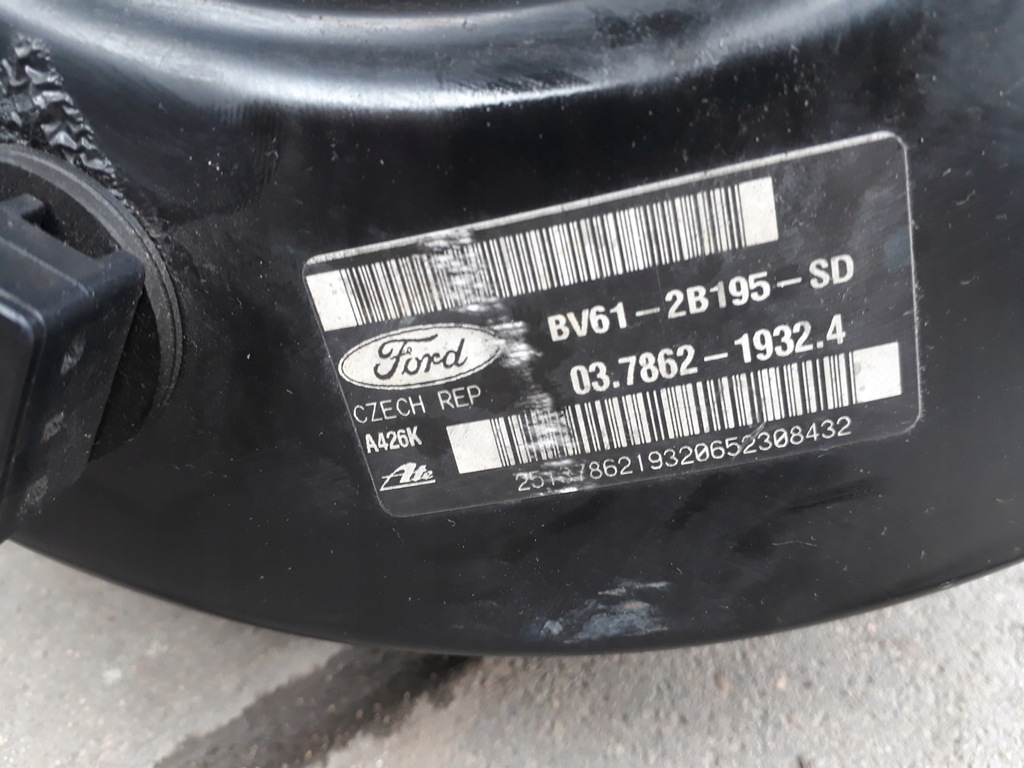 BV61-2B195-SD
Ford
03.7862-1932.4
CZECH REP
A426K
Ate